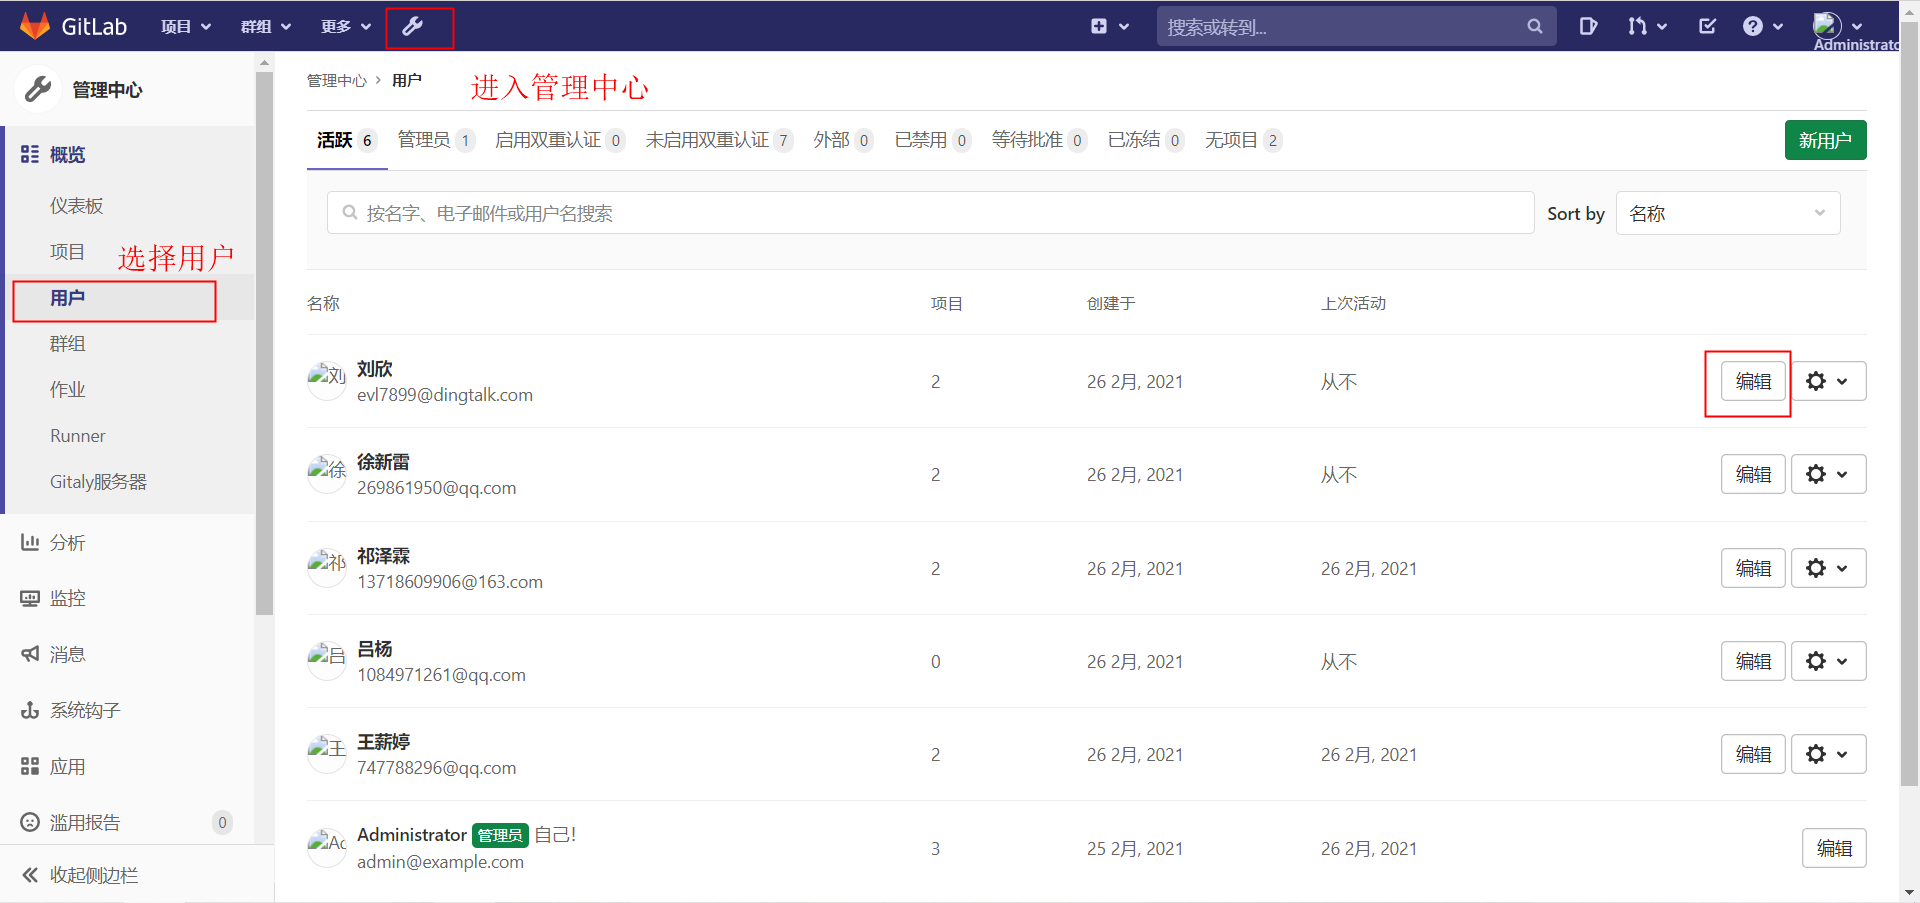 GitLab 项目 群组 更多 搜索或转到... Administrato
管理中心
管理中心 › 用户
进入管理中心
活跃 6 管理员 1 启用双重认证 0 未启用双重认证 7 外部 0 已禁用 0 等待批准 0 已冻结 0 无项目 2 新用户
概览
仪表板
项目
选择用户
用户
群组
作业
Runner
Gitaly服务器
分析
监控
消息
系统钩子
应用
滥用报告 0
收起侧边栏
按名字、电子邮件或用户名搜索 Sort by 名称
名称 项目 创建于 上次活动
刘 刘欣
evl7899@dingtalk.com 2 26 2月, 2021 从不 编辑
徐 徐新雷
269861950@qq.com 2 26 2月, 2021 从不 编辑
祁 祁泽霖
13718609906@163.com 2 26 2月, 2021 26 2月, 2021 编辑
吕 吕杨
1084971261@qq.com 0 26 2月, 2021 从不 编辑
王 王薪婷
747788296@qq.com 2 26 2月, 2021 26 2月, 2021 编辑
Ad Administrator 管理员 自己!
admin@example.com 3 25 2月, 2021 26 2月, 2021 编辑